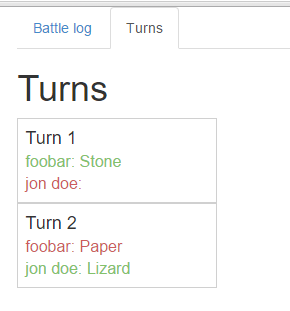 Battle log Turns
Turns
Turn 1
foobar: Stone
jon doe:
Turn 2
foobar: Paper
jon doe: Lizard